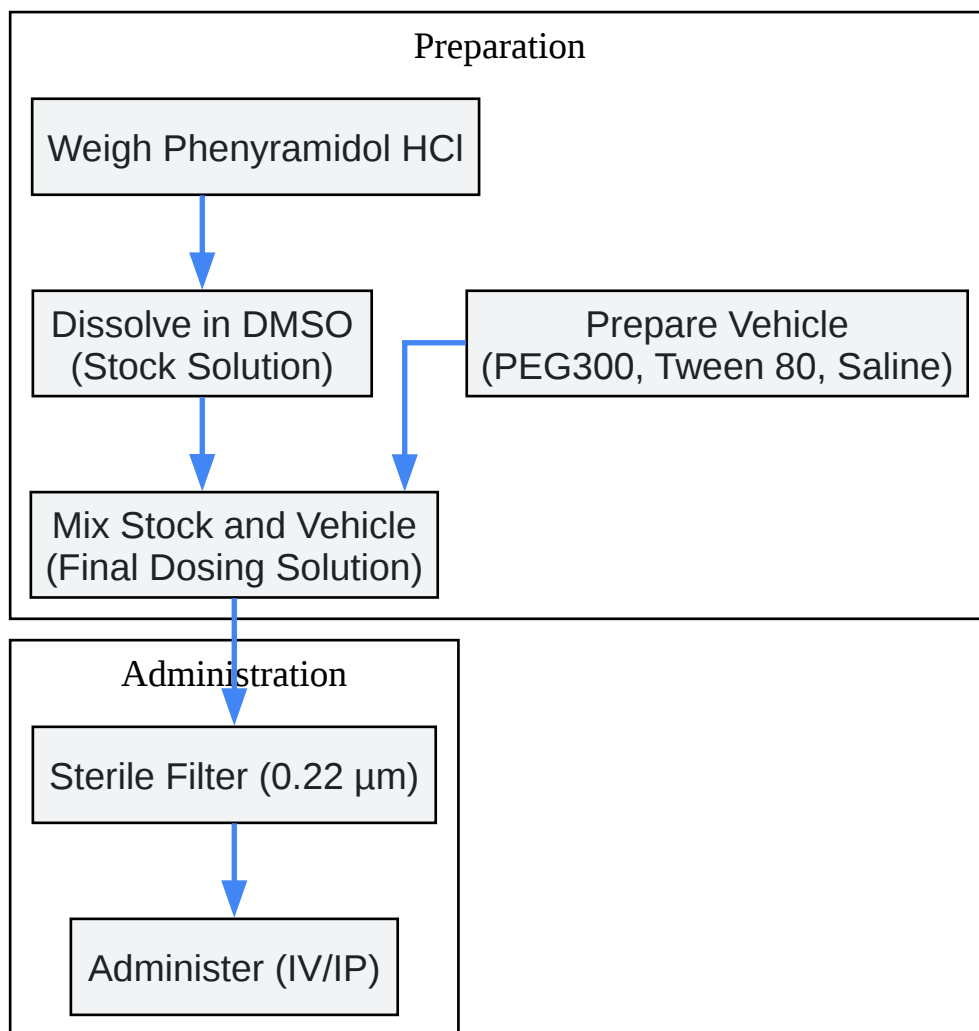 Preparation
Weigh Phenyramidol HCl
Dissolve in DMSO
(Stock Solution)
Prepare Vehicle
(PEG300, Tween 80, Saline)
Mix Stock and Vehicle
(Final Dosing Solution)
Administration
Sterile Filter (0.22 µm)
Administer (IV/IP)